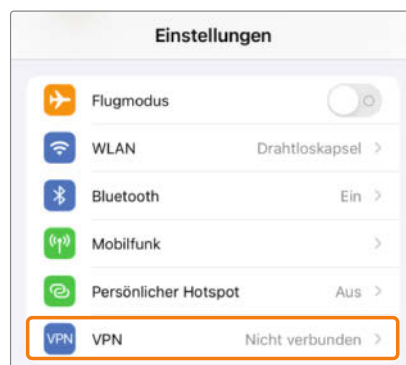 Einstellungen
Flugmodus
WLAN Drahtloskapsel
Bluetooth Ein
Mobilfunk
Persönlicher Hotspot Aus
VPN VPN Nicht verbunden